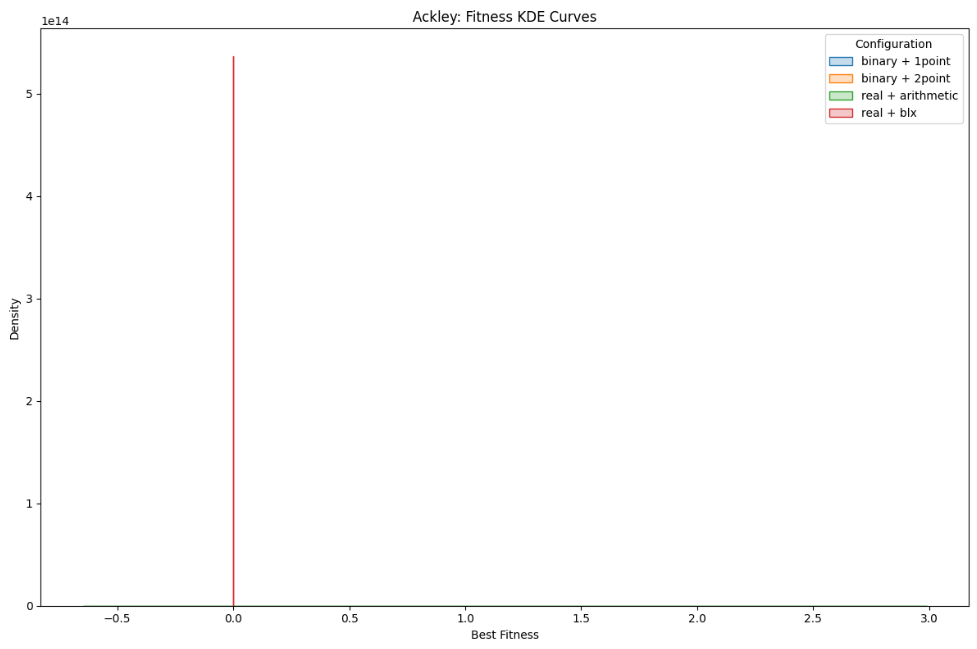 Ackley: Fitness KDE Curves
1e14
Configuration
binary + 1point
binary + 2point
real + arithmetic
real + blx
5
4
3
2
1
0
Density
−0.5 0.0 0.5 1.0 1.5 2.0 2.5 3.0
Best Fitness